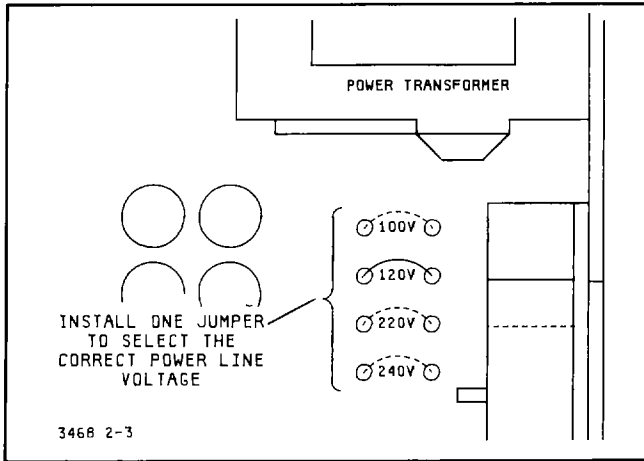 POWER TRANSFORMER
100V
120V
220V
240V
INSTALL ONE JUMPER
TO SELECT THE
CORRECT POWER LINE
VOLTAGE
3468 2-3